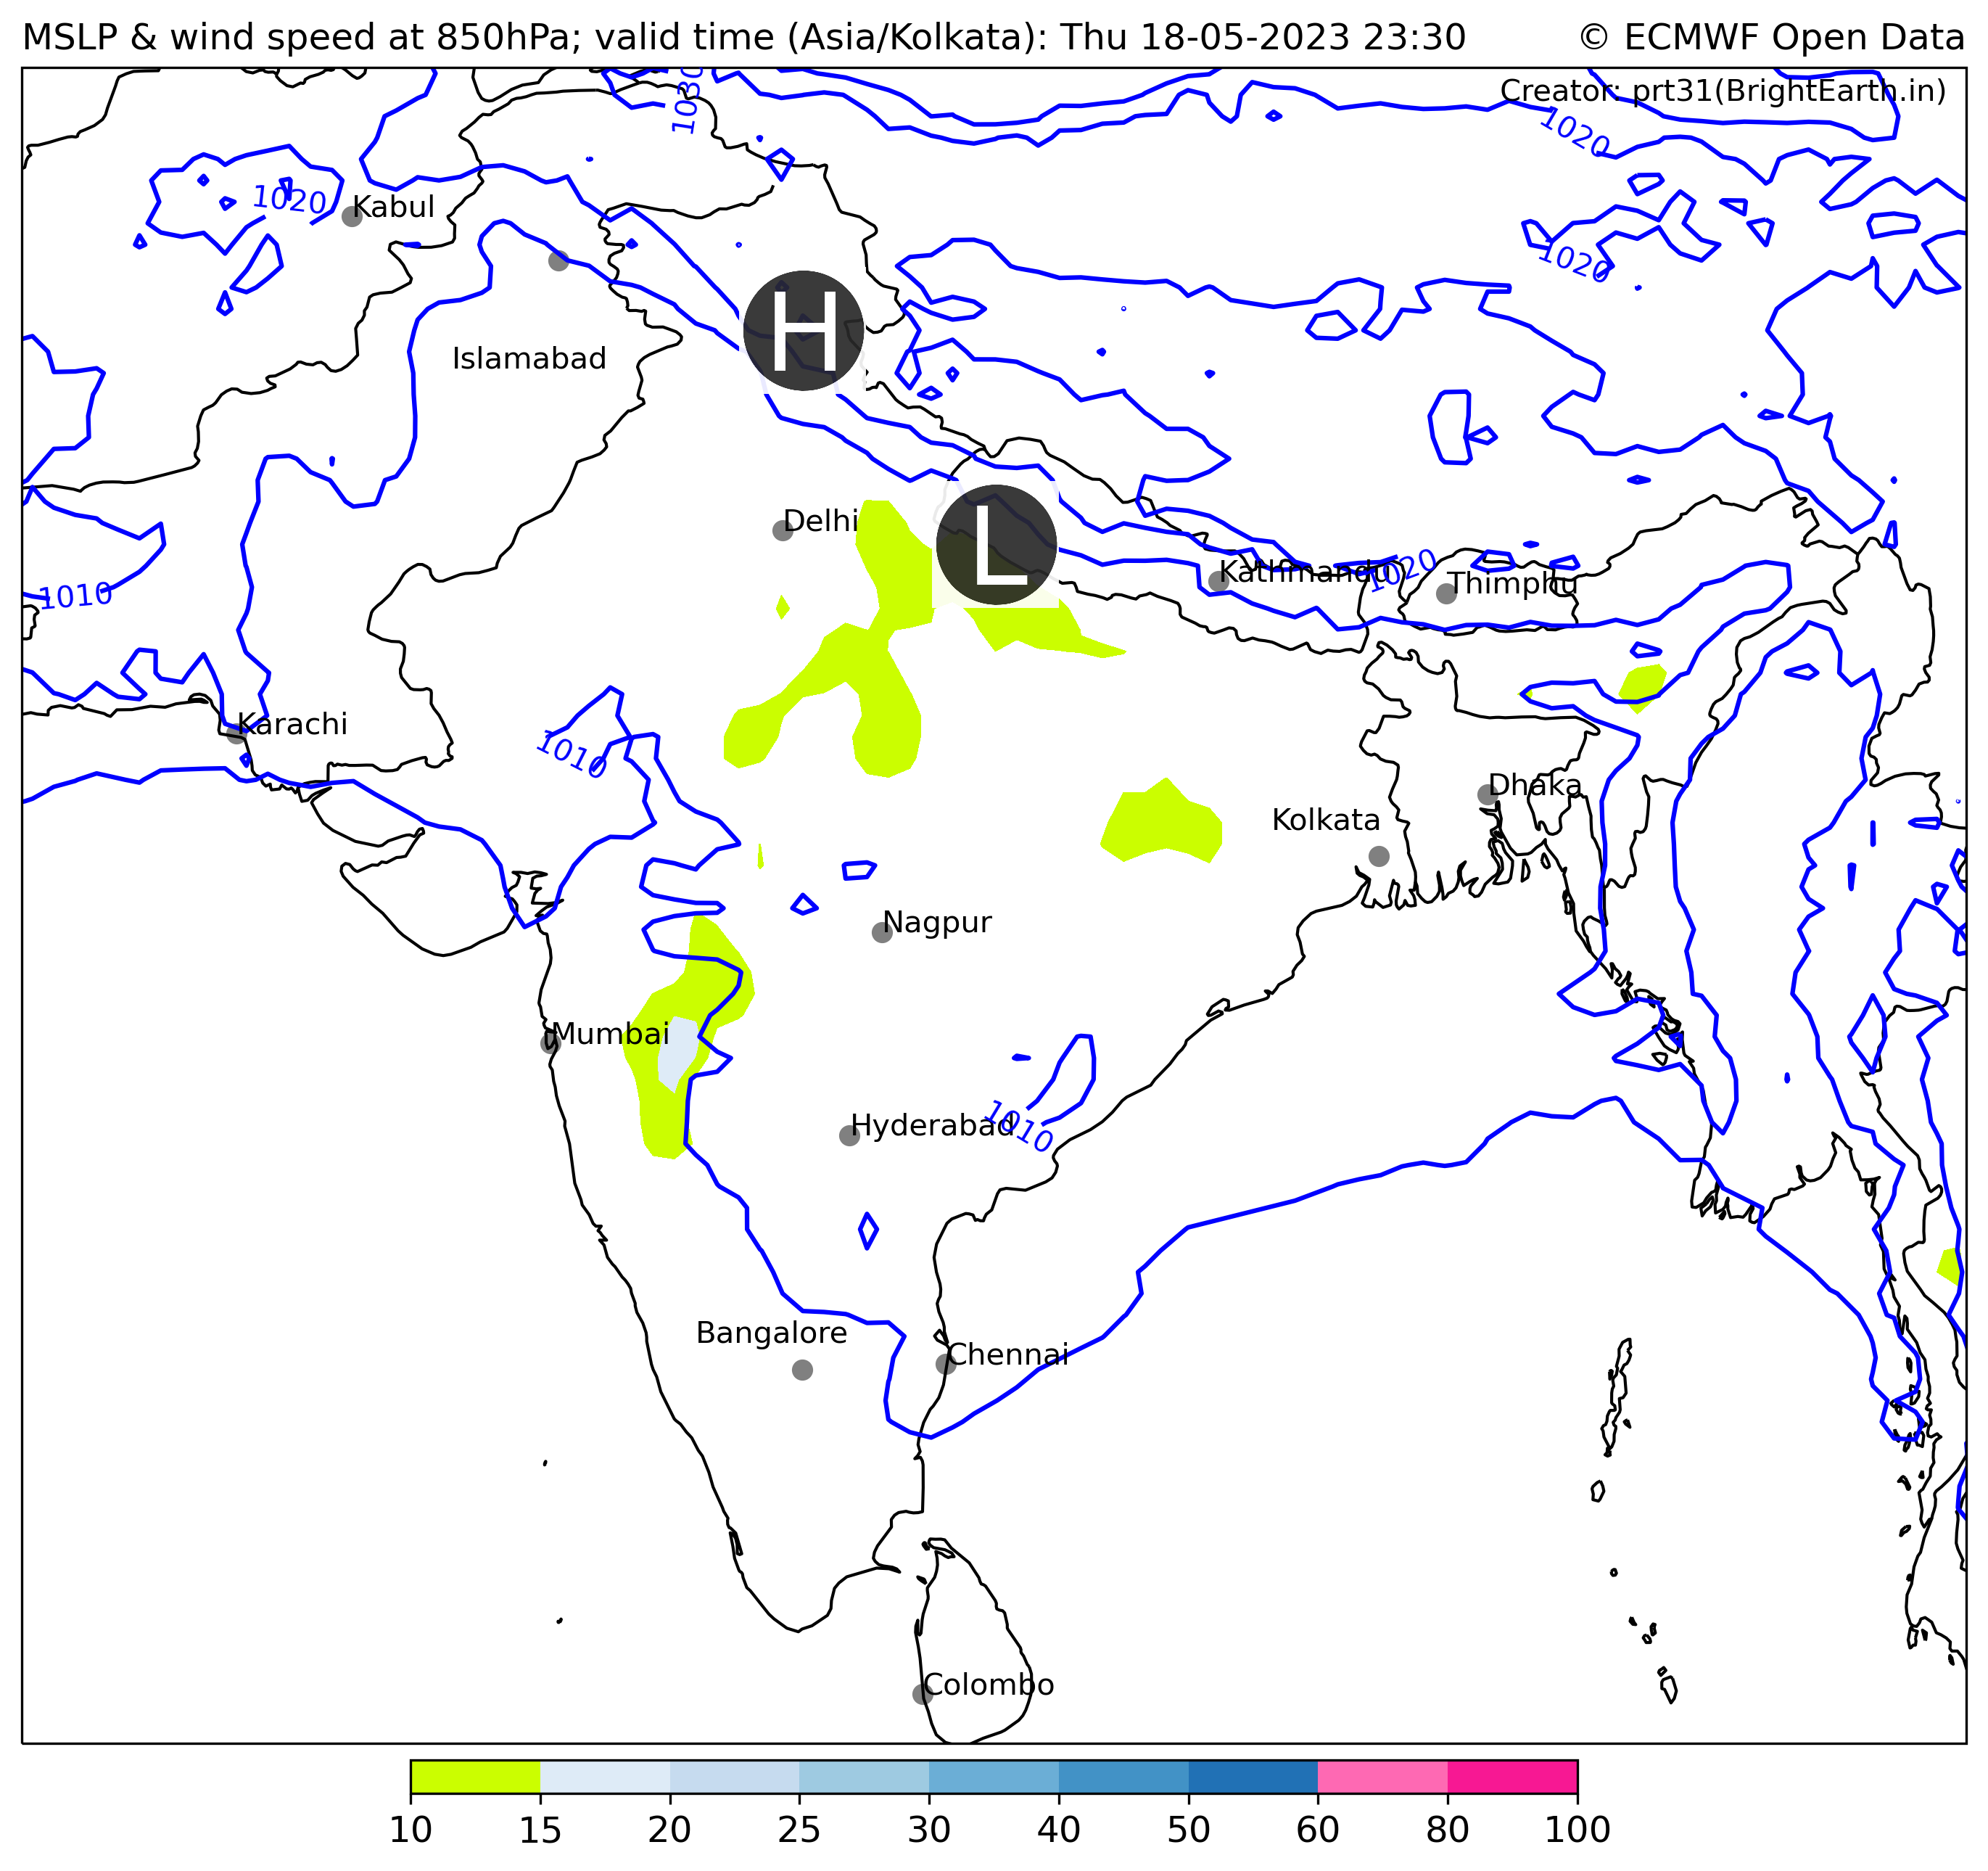 MSLP & wind speed at 850hPa; valid time (Asia/Kolkata): Thu 18-05-2023 23:30
© ECMWF Open Data
Creator: prt31(BrightEarth.in)
1030
1020
1020
Kabul
1020
H
Islamabad
Delhi
L
Kathmandu
1020
Thimphu
1010
Karachi
1010
Dhaka
Kolkata
Nagpur
Mumbai
Hyderabad
1010
Bangalore
Chennai
Colombo
10 15 20 25 30 40 50 60 80 100